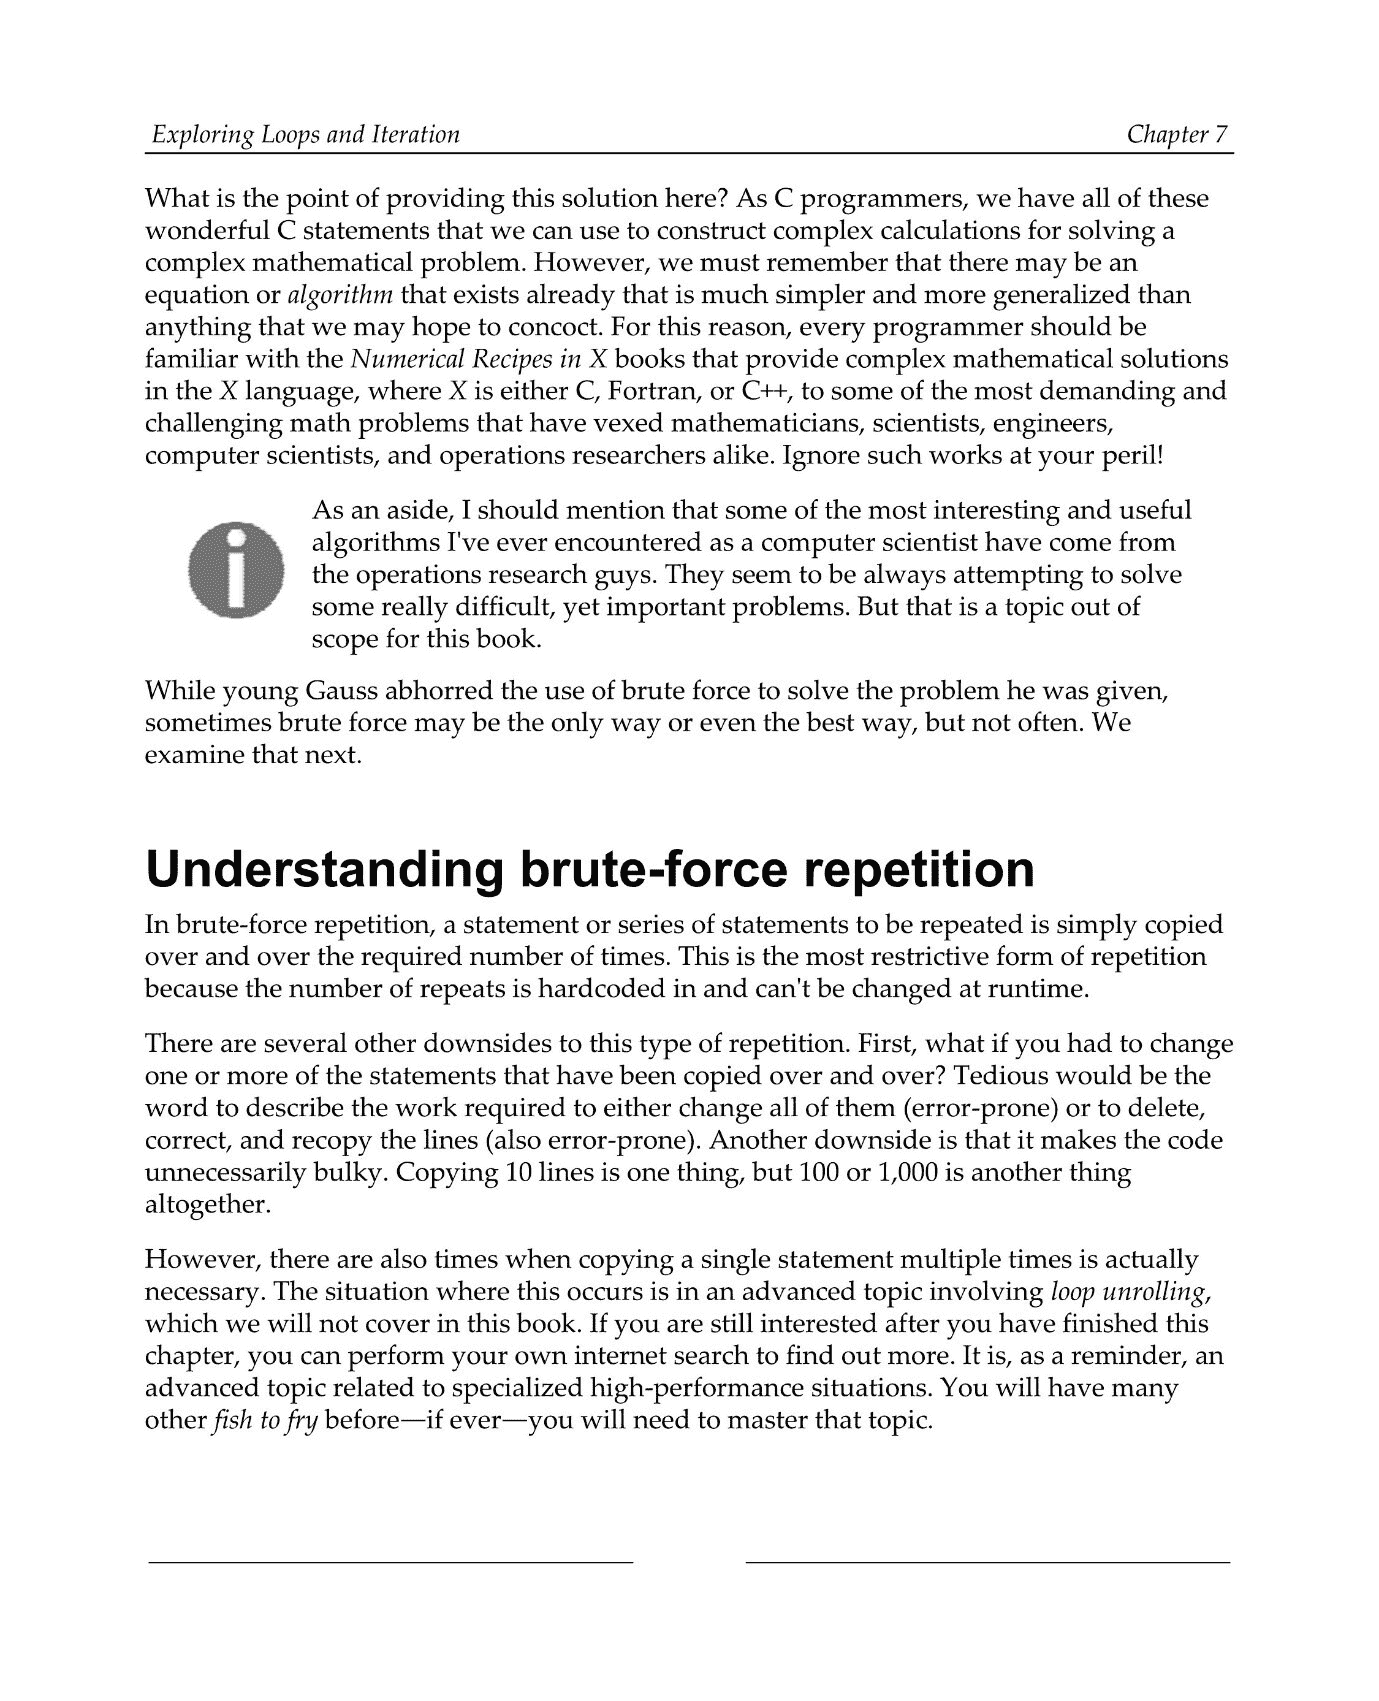 Exploring Loops and Iteration Chapter 7
What is the point of providing this solution here? As C programmers, we have all of these
wonderful C statements that we can use to construct complex calculations for solving a
complex mathematical problem. However, we must remember that there may be an
equation or algorithm that exists already that is much simpler and more generalized than
anything that we may hope to concoct. For this reason, every programmer should be
familiar with the Numerical Recipes in X books that provide complex mathematical solutions
in the X language, where X is either C, Fortran, or C++, to some of the most demanding and
challenging math problems that have vexed mathematicians, scientists, engineers,
computer scientists, and operations researchers alike. Ignore such works at your peril!
As an aside, I should mention that some of the most interesting and useful
algorithms I've ever encountered as a computer scientist have come from
the operations research guys. They seem to be always attempting to solve
some really difficult, yet important problems. But that is a topic out of
scope for this book.
While young Gauss abhorred the use of brute force to solve the problem he was given,
sometimes brute force may be the only way or even the best way, but not often. We
examine that next.
Understanding brute-force repetition
In brute-force repetition, a statement or series of statements to be repeated is simply copied
over and over the required number of times. This is the most restrictive form of repetition
because the number of repeats is hardcoded in and can't be changed at runtime.
There are several other downsides to this type of repetition. First, what if you had to change
one or more of the statements that have been copied over and over? Tedious would be the
word to describe the work required to either change all of them (error-prone) or to delete,
correct, and recopy the lines (also error-prone). Another downside is that it makes the code
unnecessarily bulky. Copying 10 lines is one thing, but 100 or 1,000 is another thing
altogether.
However, there are also times when copying a single statement multiple times is actually
necessary. The situation where this occurs is in an advanced topic involving loop unrolling,
which we will not cover in this book. If you are still interested after you have finished this
chapter, you can perform your own internet search to find out more. It is, as a reminder, an
advanced topic related to specialized high-performance situations. You will have many
other fish to fry before—if ever—you will need to master that topic.